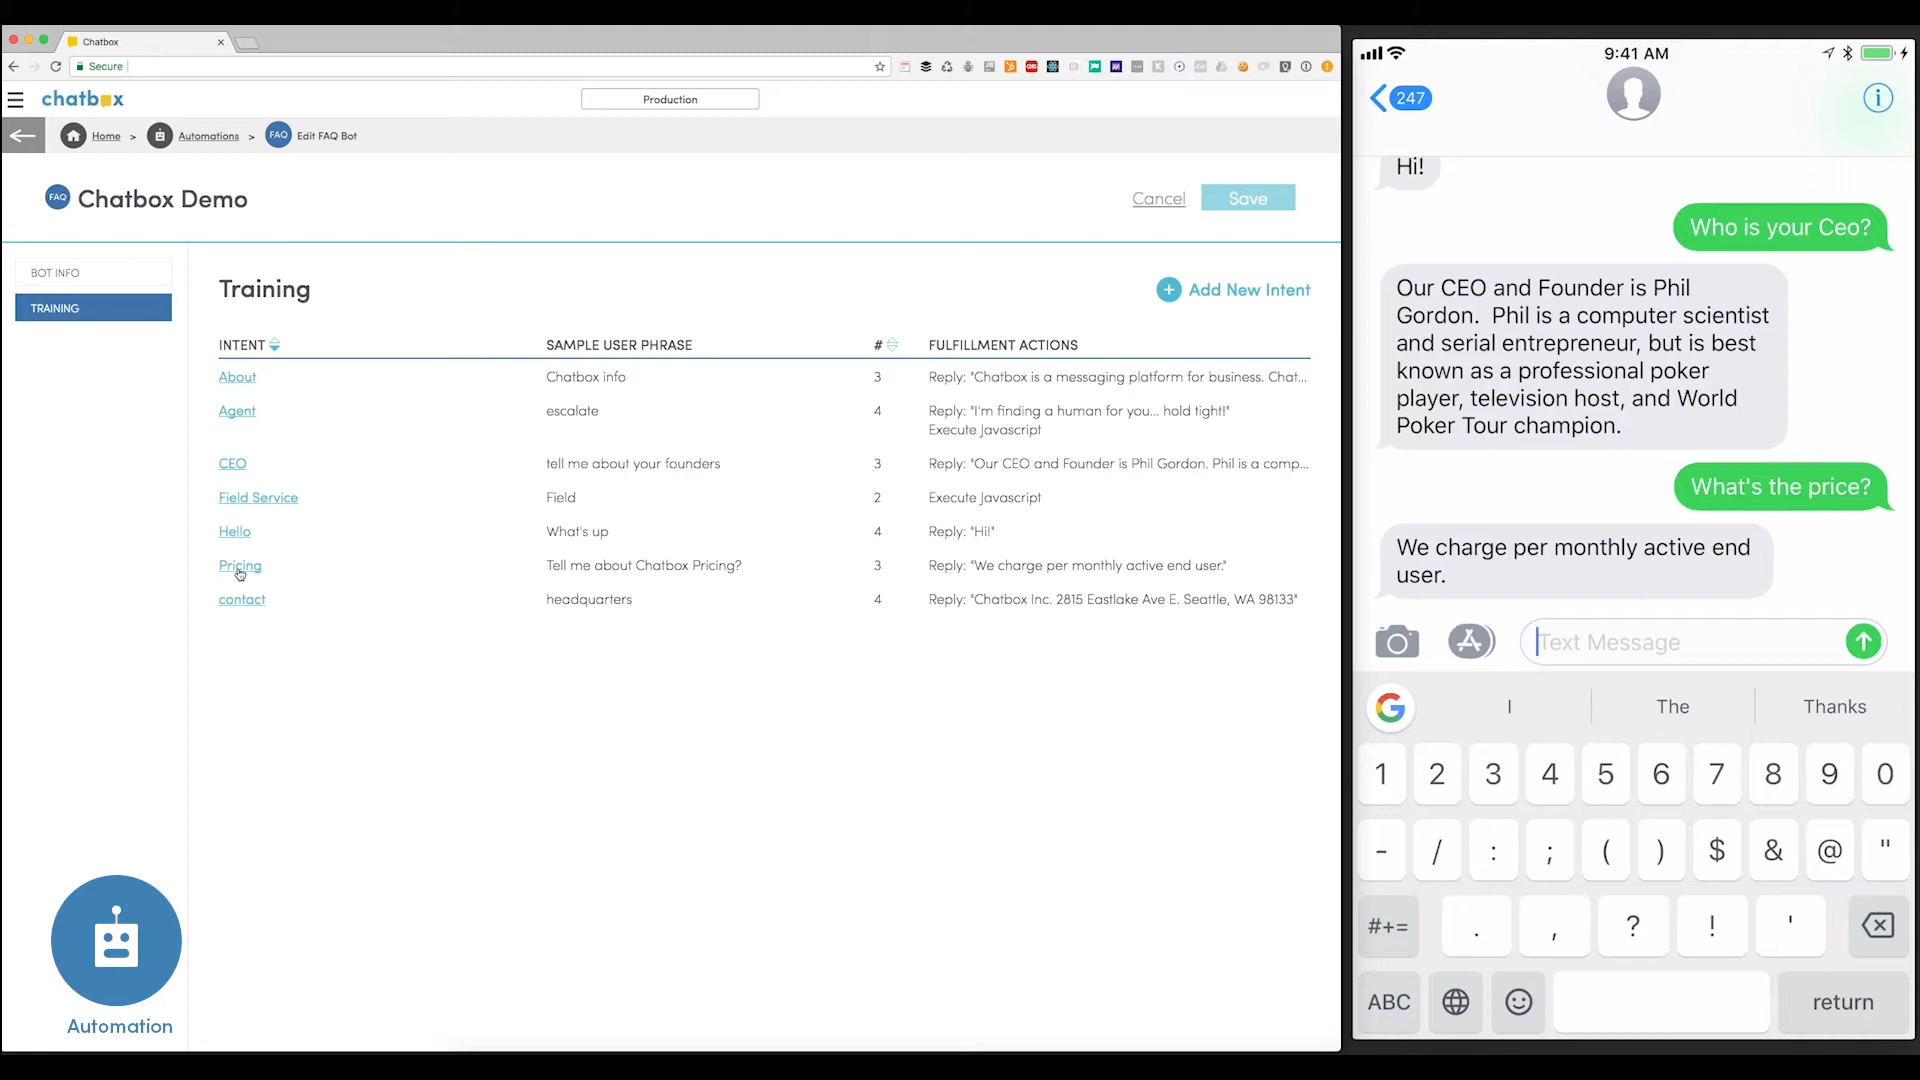 Chatbox
Secure
chatbox
Production
Home > Automations > FAQ Edit FAQ Bot
FAQ Chatbox Demo
Cancel
Save
BOT INFO
TRAINING
Training
+ Add New Intent
INTENT SAMPLE USER PHRASE # FULFILLMENT ACTIONS
About Chatbox info 3 Reply: "Chatbox is a messaging platform for business. Chat...
Agent escalate 4 Reply: "I'm finding a human for you... hold tight!"
Execute Javascript
CEO tell me about your founders 3 Reply: "Our CEO and Founder is Phil Gordon. Phil is a comp...
Field Service Field 2 Execute Javascript
Hello What's up 4 Reply: "Hi!"
Pricing Tell me about Chatbox Pricing? 3 Reply: "We charge per monthly active end user."
contact headquarters 4 Reply: "Chatbox Inc. 2815 Eastlake Ave E. Seattle, WA 98133"
Automation
9:41 AM
247
Hi!
Who is your Ceo?
Our CEO and Founder is Phil
Gordon. Phil is a computer scientist
and serial entrepreneur, but is best
known as a professional poker
player, television host, and World
Poker Tour champion.
What's the price?
We charge per monthly active end
user.
Text Message
G I The Thanks
1 2 3 4 5 6 7 8 9 0
- / : ; ( ) $ & @ "
#+= . , ? ! '
ABC return